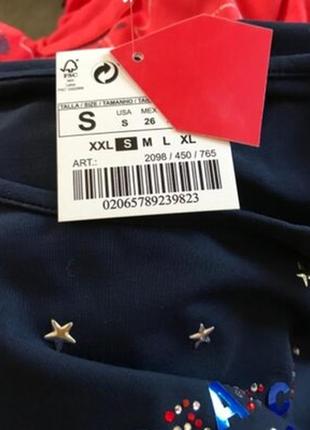 FSC
TALLA / SIZE / TAMANHO / TAI
S
USA MEX
S 26
XXL S M L XL
ART.: 2098 / 450 / 765
02065789239823
A C